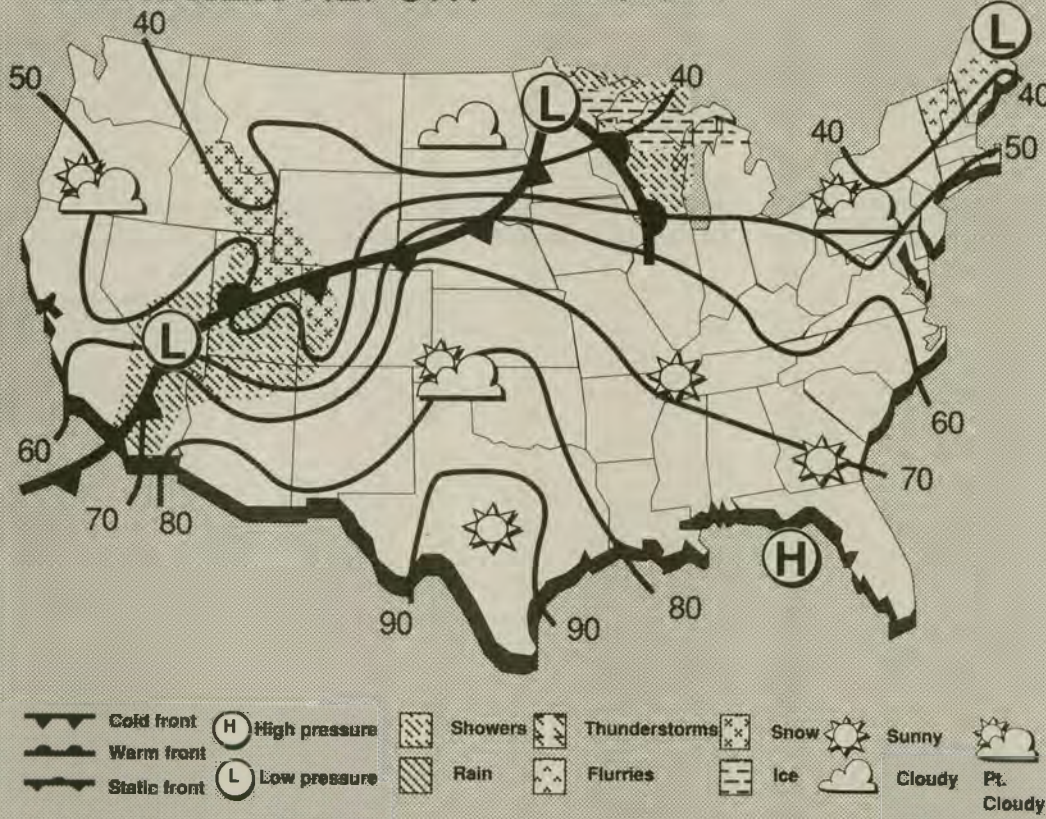 40
L
50
L
40
40
40
50
L
60
60
70
70
80
H
80
90
90
Cold front
H High pressure
Showers
Thunderstorms
Snow
Sunny
Warm front
Static front
L Low pressure
Rain
Flurries
Ice
Cloudy
Pt.
Cloudy